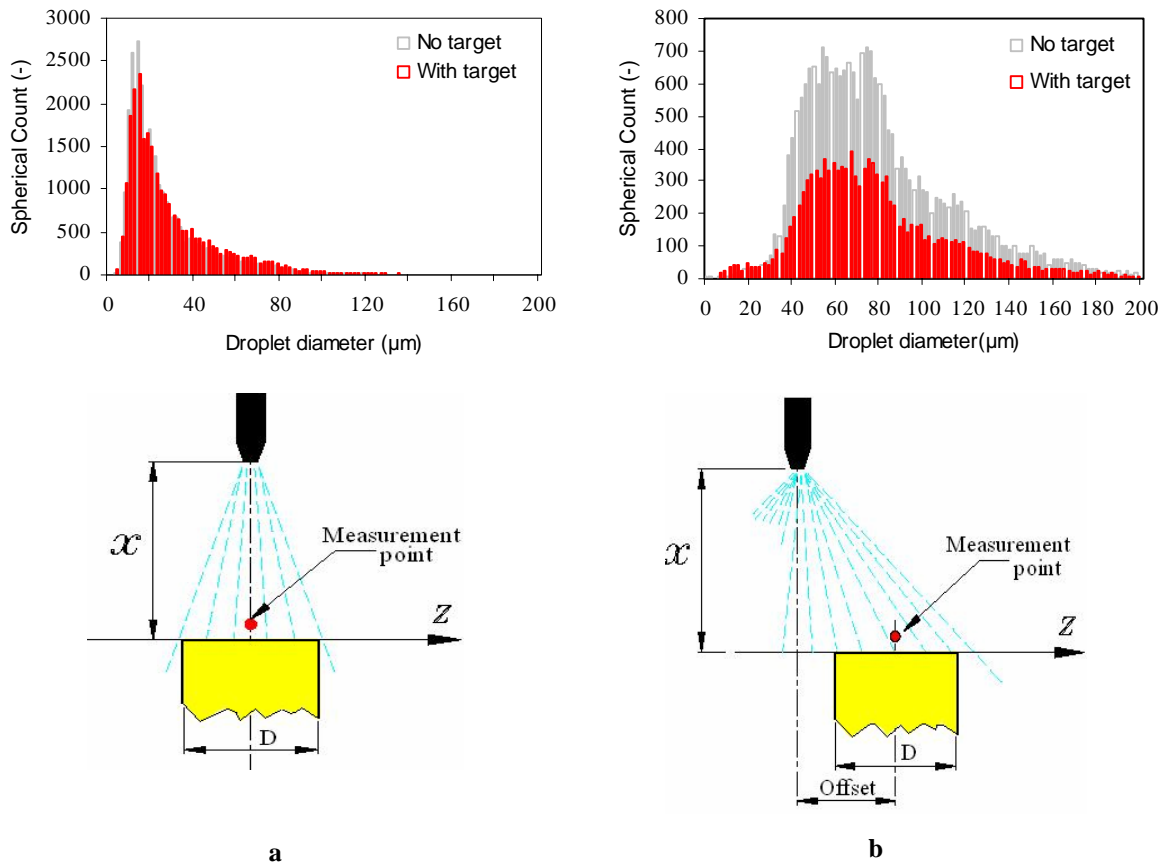 3000
2500
2000
1500
1000
500
0
Spherical Count (-)
No target
With target
0 40 80 120 160 200
Droplet diameter (µm)
800
700
600
500
400
300
200
100
0
Spherical Count (-)
No target
With target
0 20 40 60 80 100 120 140 160 180 200
Droplet diameter(µm)
x
Measurement
point
Z
D
a
x
Measurement
point
Z
D
Offset
b